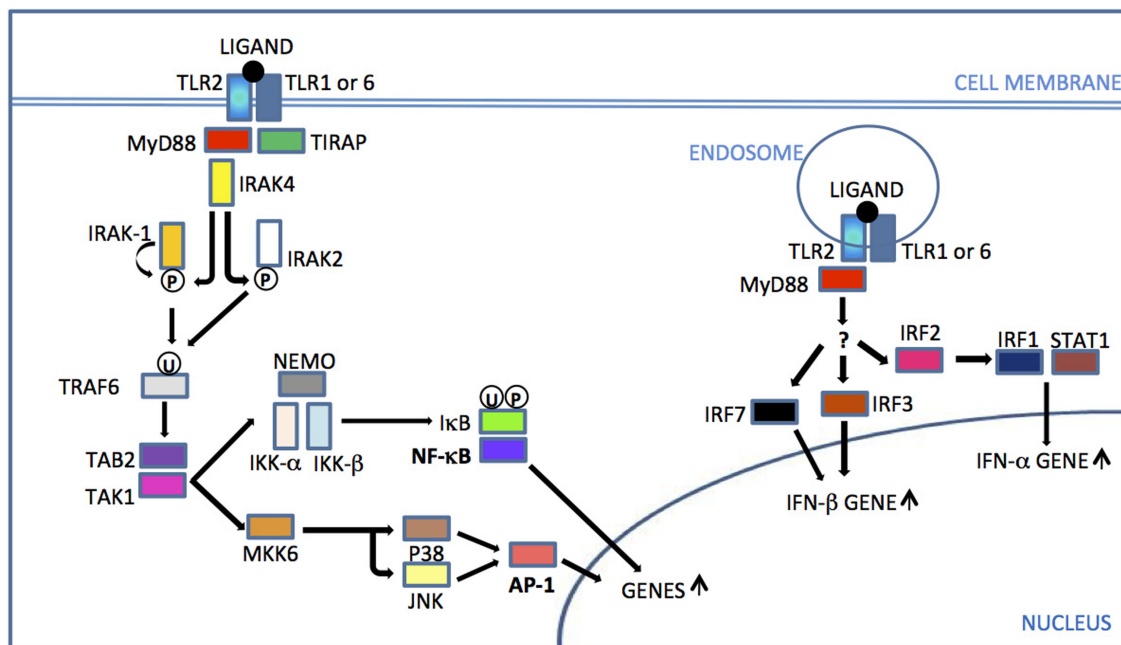 LIGAND
TLR2
TLR1 or 6
CELL MEMBRANE
MyD88
TIRAP
IRAK4
IRAK-1
IRAK2
P
P
U
TRAF6
NEMO
TAB2
TAK1
IKK-α
IKK-β
U P
IκB
NF-κB
MKK6
P38
JNK
AP-1
GENES
ENDOSOME
LIGAND
TLR2
TLR1 or 6
MyD88
?
IRF2
IRF1
STAT1
IRF7
IRF3
IFN-β GENE
IFN-α GENE
NUCLEUS